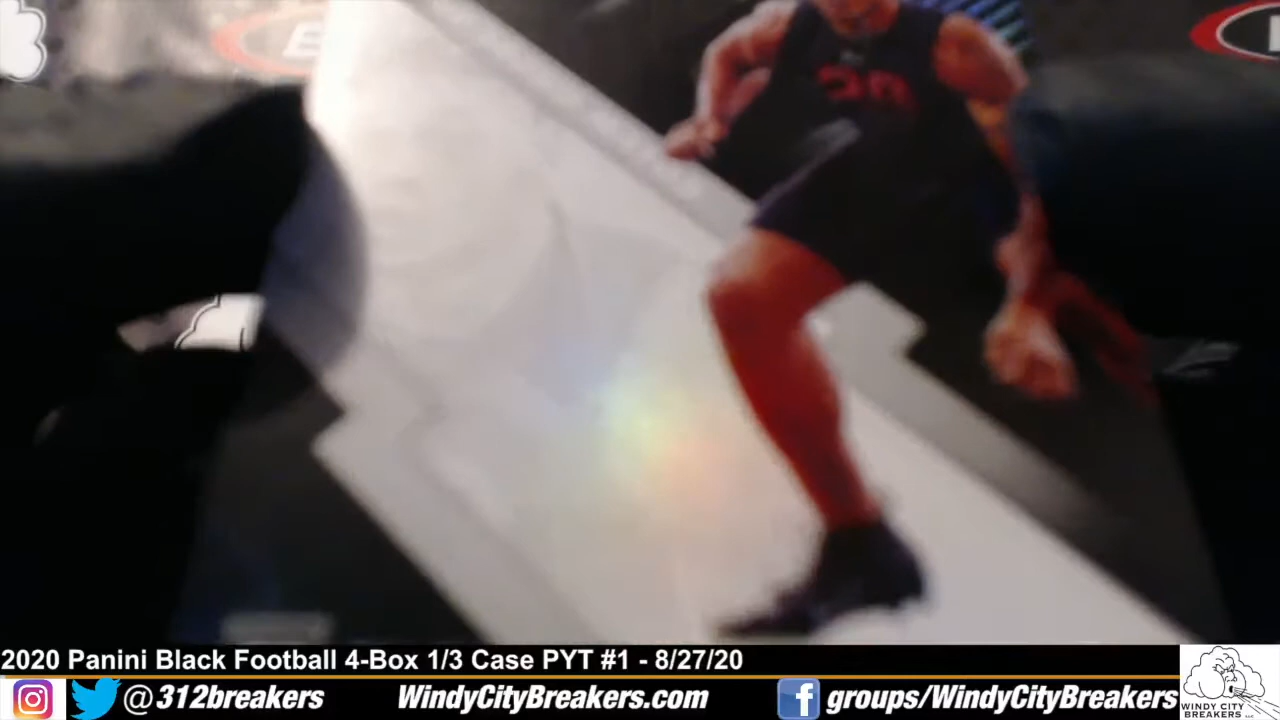 2020 Panini Black Football 4-Box 1/3 Case PYT #1 - 8/27/20
@312breakers WindyCityBreakers.com groups/WindyCityBreakers
WINDY CITY
BREAKERS LLC